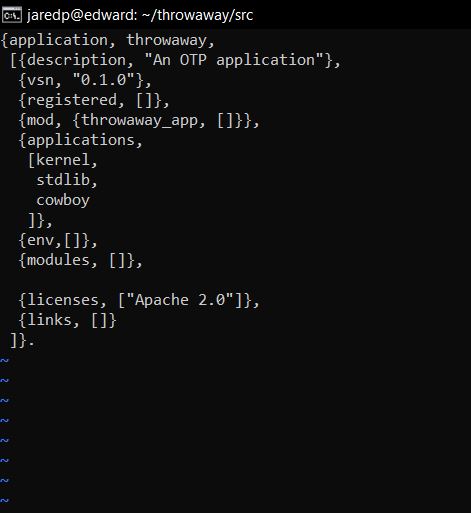 jaredp@edward: ~/throwaway/src
{application, throwaway,
 [{description, "An OTP application"},
  {vsn, "0.1.0"},
  {registered, []},
  {mod, {throwaway_app, []}},
  {applications,
   [kernel,
    stdlib,
    cowboy
   ]},
  {env,[]},
  {modules, []},

  {licenses, ["Apache 2.0"]},
  {links, []}
 ]}.
~
~
~
~
~
~
~
~